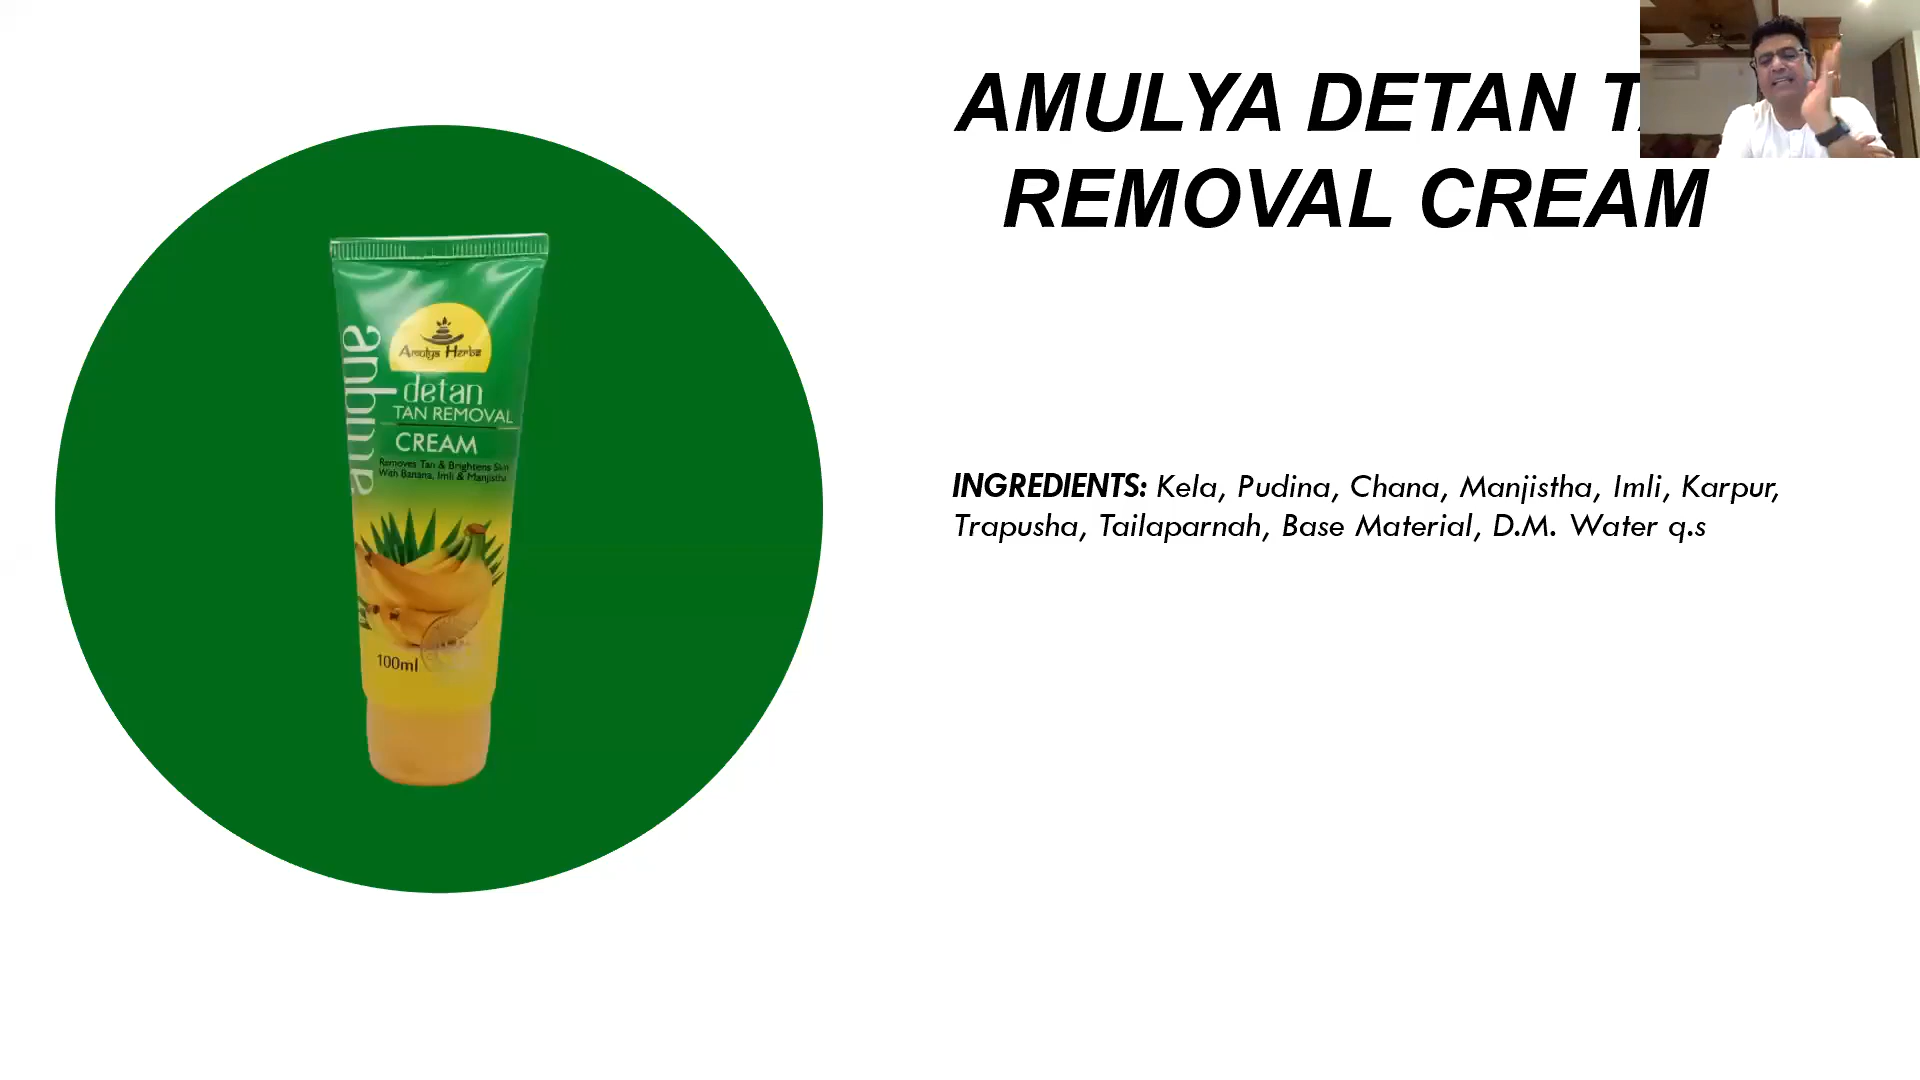 AMULYA DETAN
REMOVAL CREAM
INGREDIENTS: Kela, Pudina, Chana, Manjistha, Imli, Karpur,
Trapusha, Tailaparnah, Base Material, D.M. Water q.s
Amulya Herbs
detan
TAN REMOVAL
CREAM
Removes Tan & Brightens Skin
With Banana, Imli & Manjistha
100ml